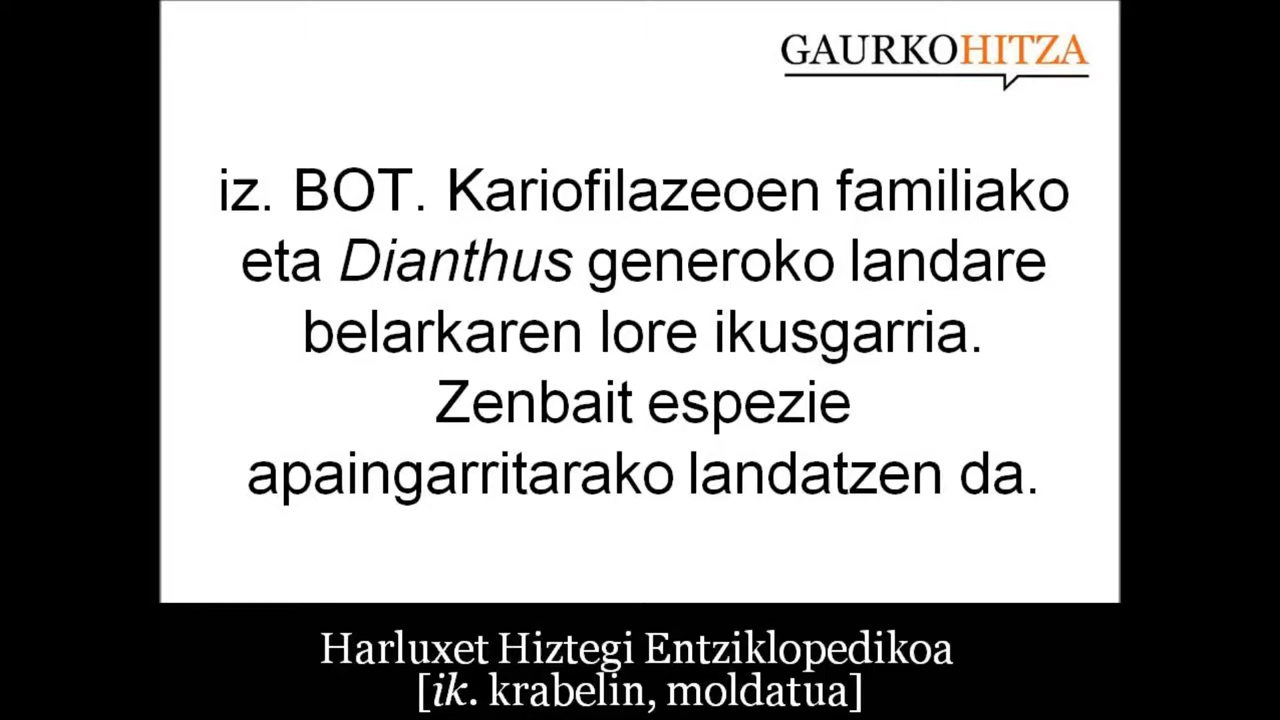 GAURKOHITZA
iz. BOT. Kariofilazeoen familiako
eta Dianthus generoko landare
belarkaren lore ikusgarria.
Zenbait espezie
apaingarritarako landatzen da.
Harluxet Hiztegi Entziklopedikoa
[ik. krabelin, moldatua]